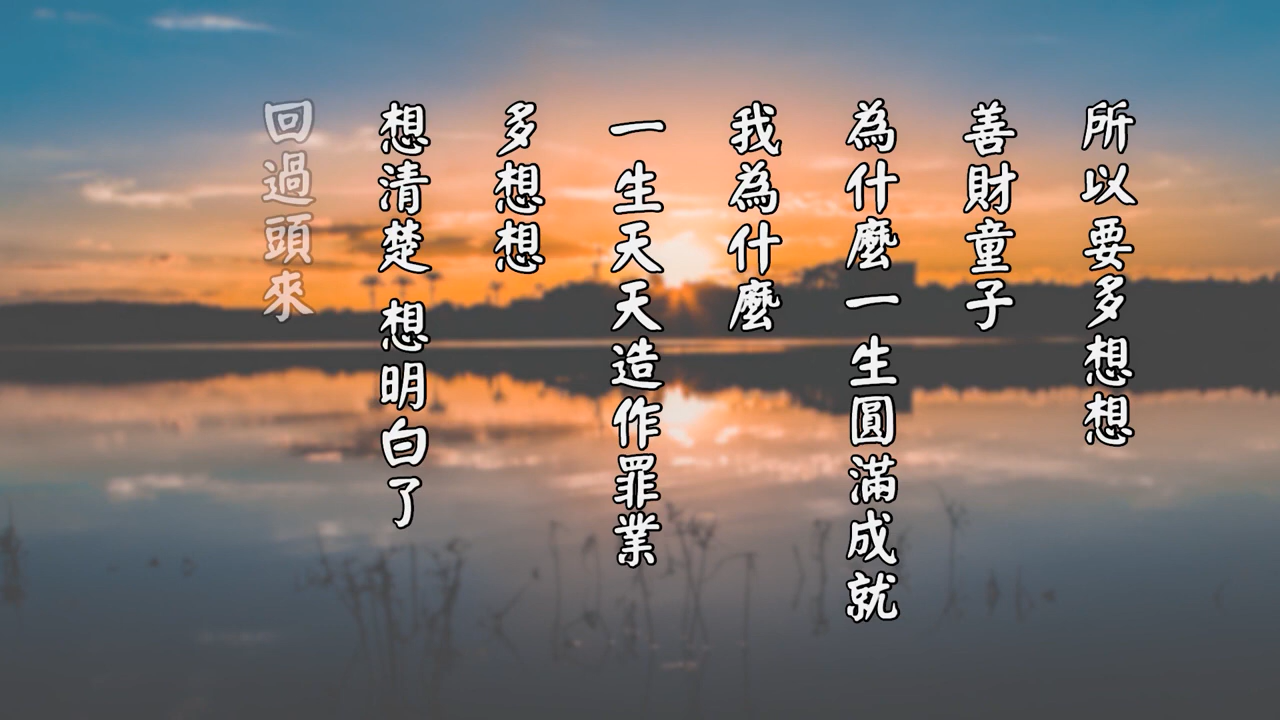 所以要多想想
善財童子
為什麼一生圓滿成就
我為什麼
一生天天造作罪業
多想想
想清楚 想明白了
回過頭來